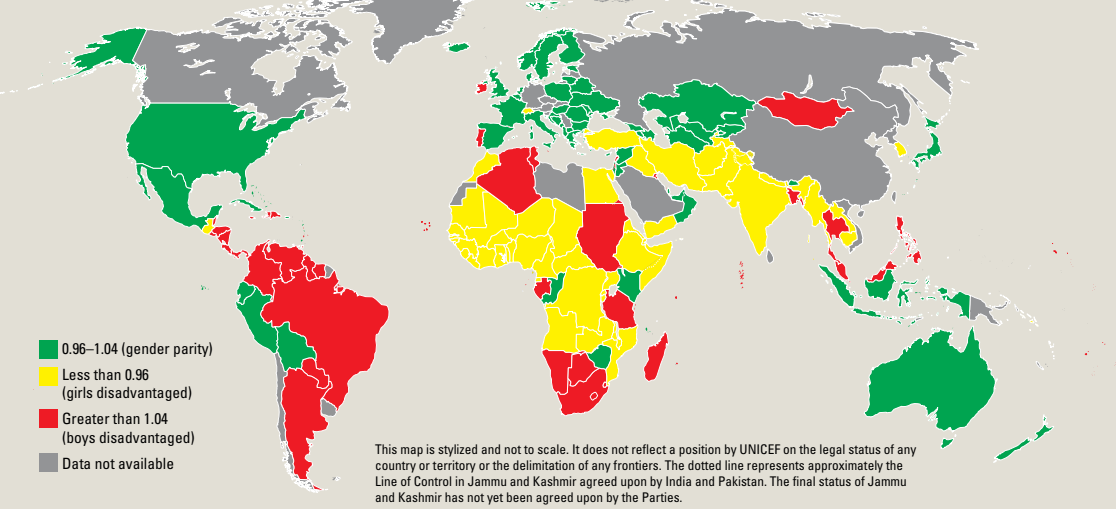 0.96–1.04 (gender parity)
Less than 0.96
(girls disadvantaged)
Greater than 1.04
(boys disadvantaged)
Data not available
This map is stylized and not to scale. It does not reflect a position by UNICEF on the legal status of any
country or territory or the delimitation of any frontiers. The dotted line represents approximately the
Line of Control in Jammu and Kashmir agreed upon by India and Pakistan. The final status of Jammu
and Kashmir has not yet been agreed upon by the Parties.